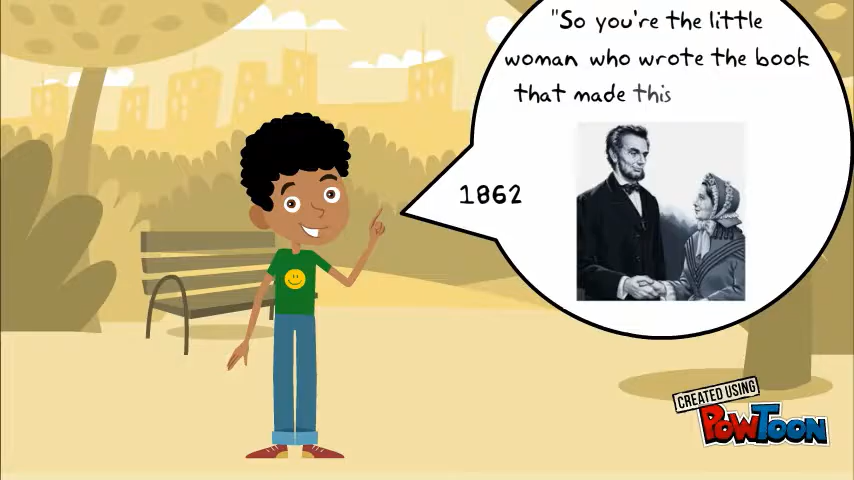 "So you're the little
woman who wrote the book
that made this
1862
CREATED USING
POWTOON